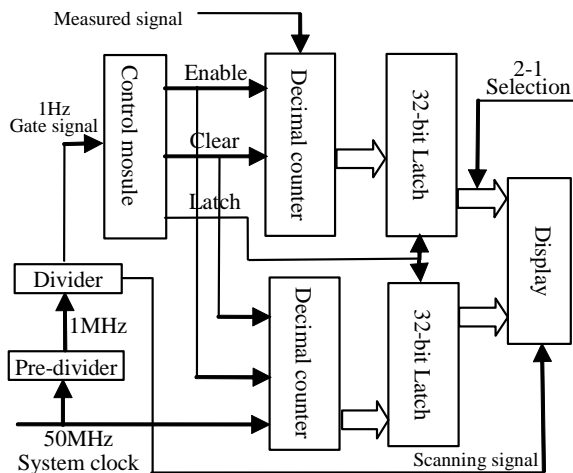 Measured signal
2-1
Selection
1Hz
Gate signal
Control mosule
Enable
Clear
Latch
Decimal counter
32-bit Latch
Display
Divider
1MHz
Pre-divider
50MHz
System clock
Decimal counter
32-bit Latch
Scanning signal